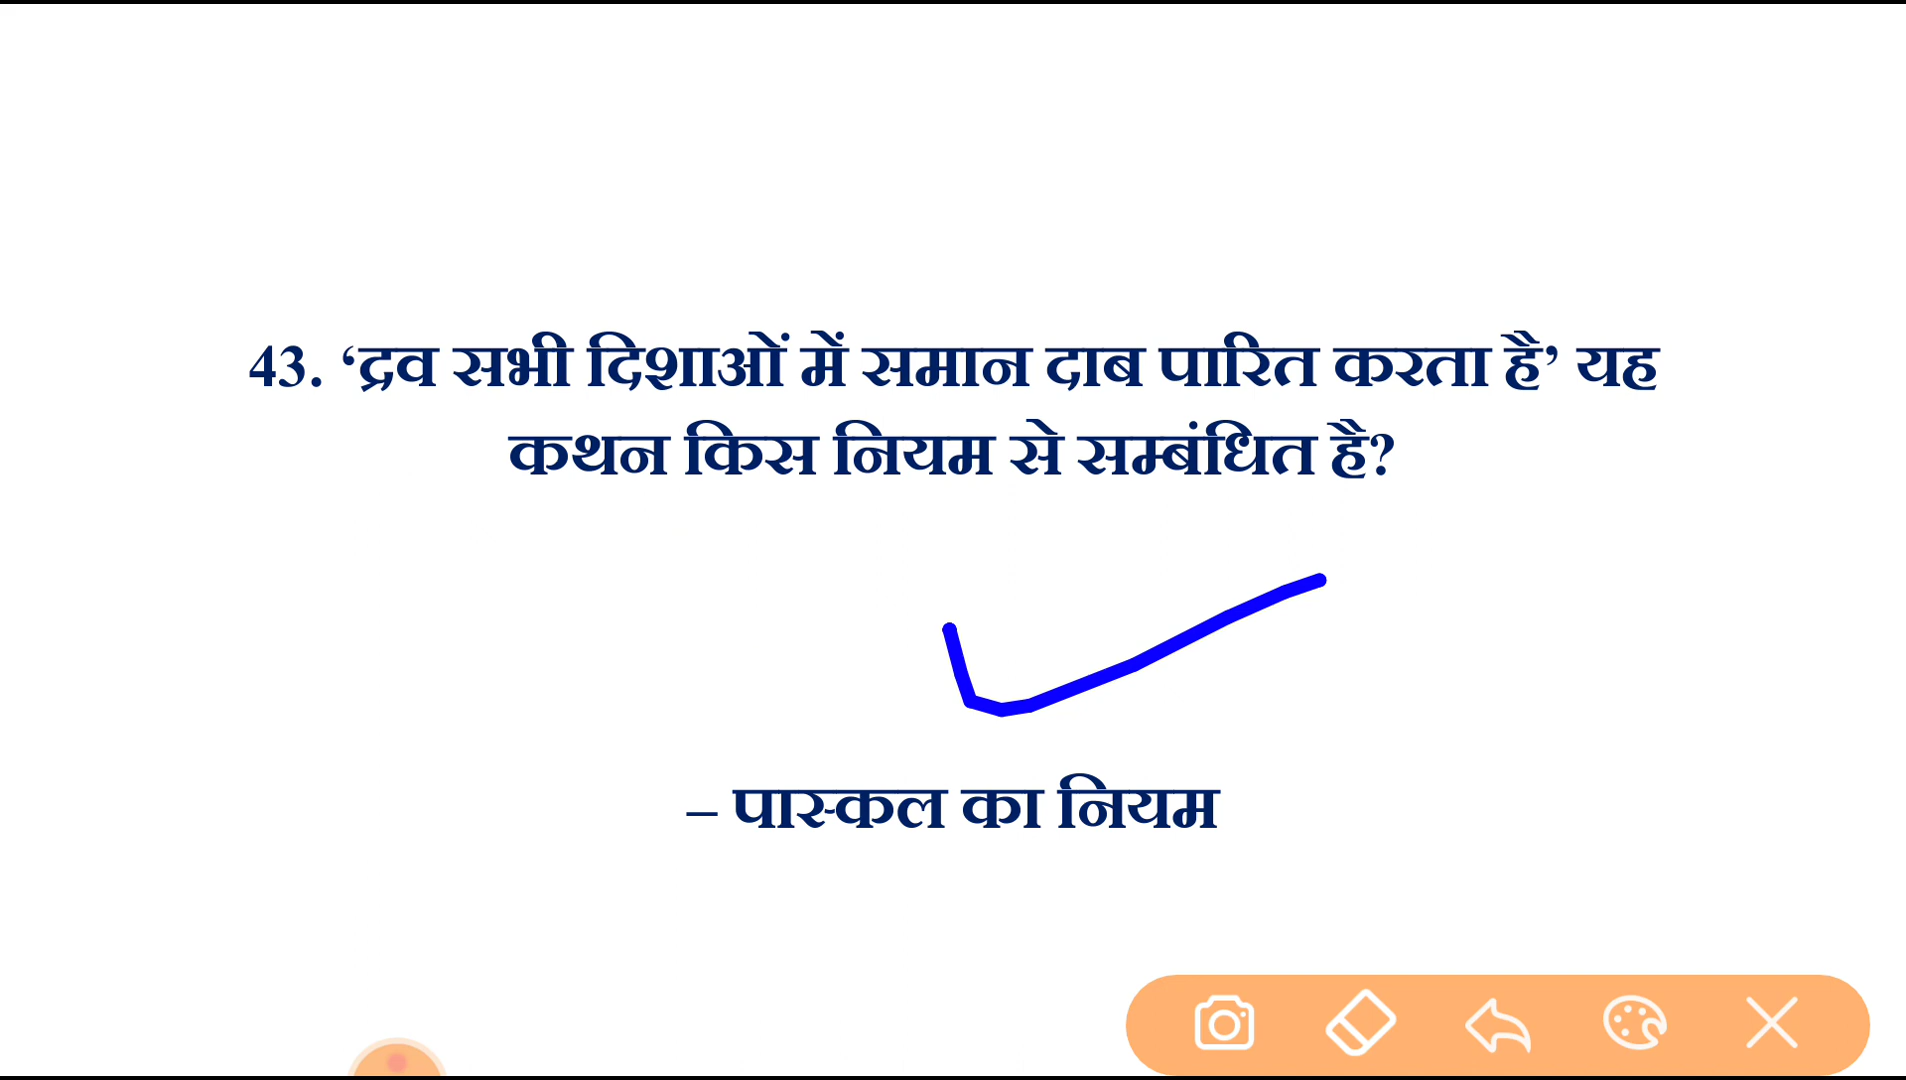 43. ‘द्रव सभी दिशाओं में समान दाब पारित करता है’ यह
कथन किस नियम से सम्बंधित है?
– पास्कल का नियम